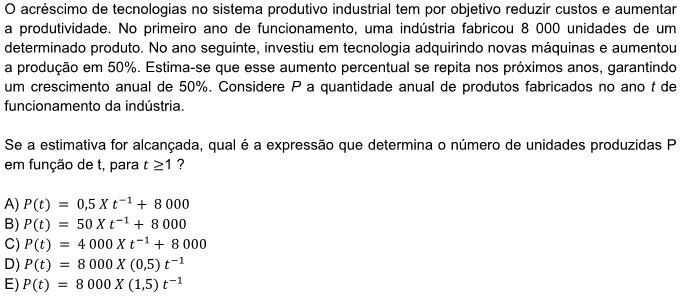 O acréscimo de tecnologias no sistema produtivo industrial tem por objetivo reduzir custos e aumentar
a produtividade. No primeiro ano de funcionamento, uma indústria fabricou 8 000 unidades de um
determinado produto. No ano seguinte, investiu em tecnologia adquirindo novas máquinas e aumentou
a produção em 50%. Estima-se que esse aumento percentual se repita nos próximos anos, garantindo
um crescimento anual de 50%. Considere P a quantidade anual de produtos fabricados no ano t de
funcionamento da indústria.
Se a estimativa for alcançada, qual é a expressão que determina o número de unidades produzidas P
em função de t, para t ≥1 ?
A) P(t) = 0,5 X t⁻¹ + 8 000
B) P(t) = 50 X t⁻¹ + 8 000
C) P(t) = 4 000 X t⁻¹ + 8 000
D) P(t) = 8 000 X (0,5) t⁻¹
E) P(t) = 8 000 X (1,5) t⁻¹